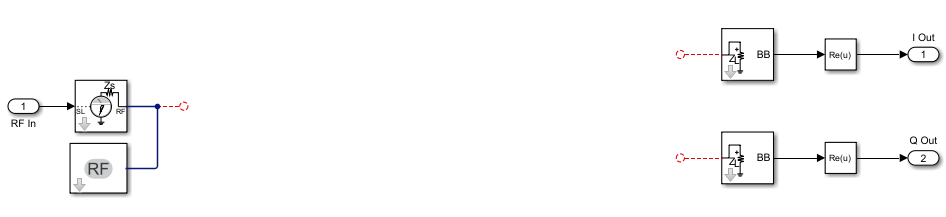 I Out
BB
Re(u)
1
Zs
1
SL
RF
RF In
Q Out
RF
BB
Re(u)
2